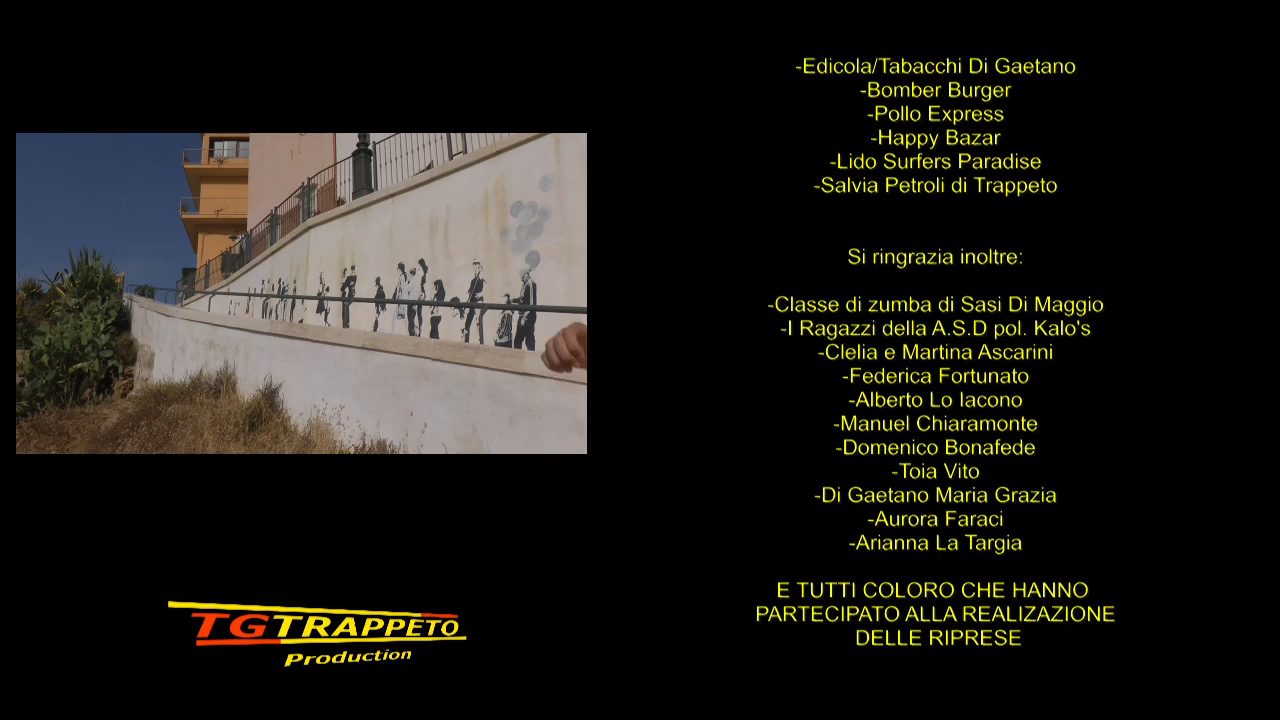 -Edicola/Tabacchi Di Gaetano
-Bomber Burger
-Pollo Express
-Happy Bazar
-Lido Surfers Paradise
-Salvia Petroli di Trappeto
Si ringrazia inoltre:
-Classe di zumba di Sasi Di Maggio
-I Ragazzi della A.S.D pol. Kalo's
-Clelia e Martina Ascarini
-Federica Fortunato
-Alberto Lo Iacono
-Manuel Chiaramonte
-Domenico Bonafede
-Toia Vito
-Di Gaetano Maria Grazia
-Aurora Faraci
-Arianna La Targia
E TUTTI COLORO CHE HANNO
PARTECIPATO ALLA REALIZAZIONE
DELLE RIPRESE
TGTRAPPETO
Production